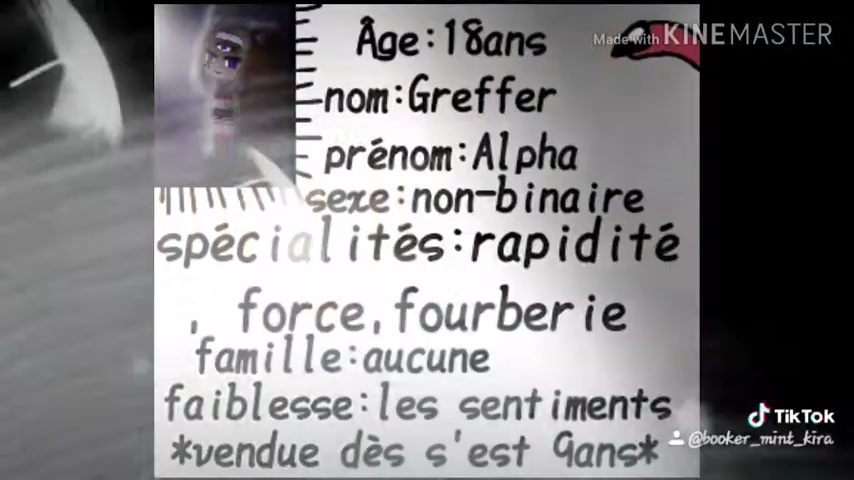 Âge:18ans
Made with KINEMASTER
nom:Greffer
prénom:Alpha
sexe:non-binaire
spécialités:rapidité
, force,fourberie
famille:aucune
faiblesse:les sentiments
*vendue dès s'est 9ans*
TikTok
@booker_mint_kira